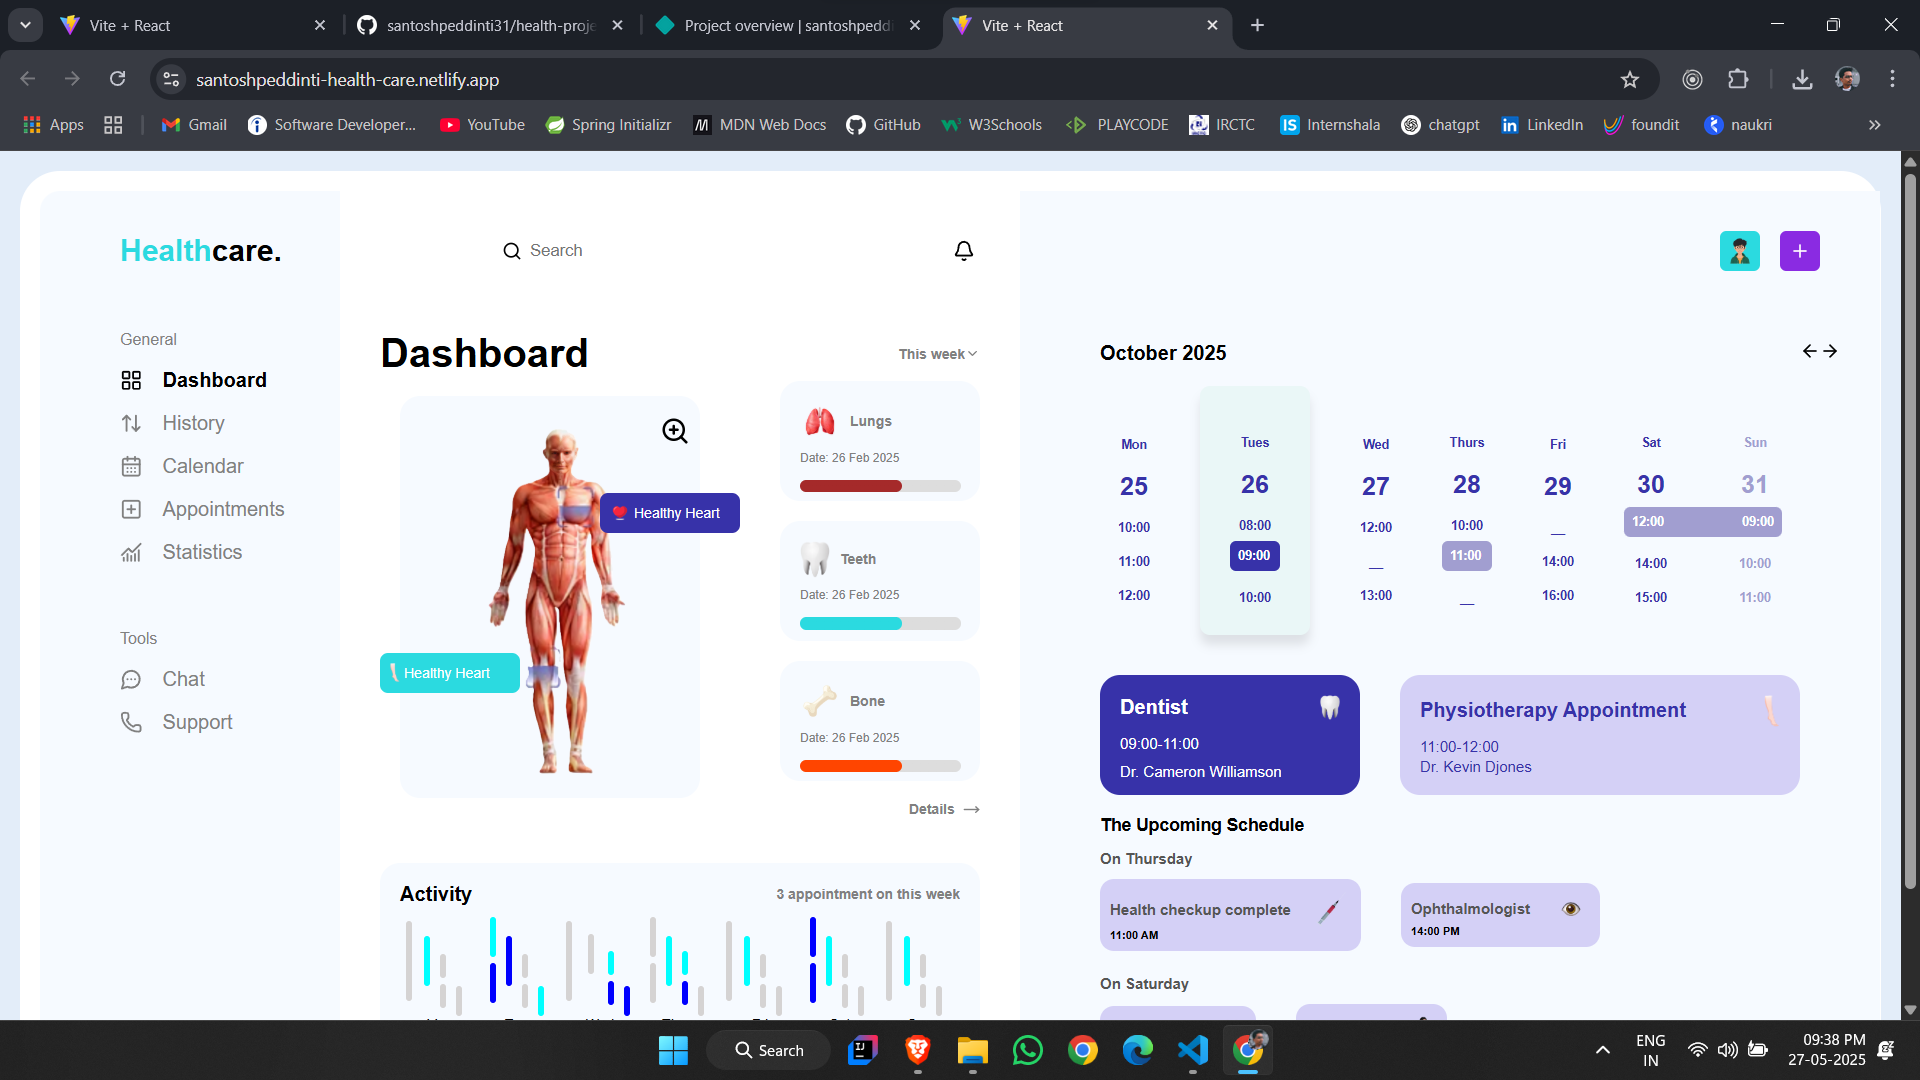 Vite + React
santoshpeddinti31/health-proje
Project overview | santoshpeddi
Vite + React
santoshpeddinti-health-care.netlify.app
Apps
Gmail
Software Developer...
YouTube
Spring Initializr
MDN Web Docs
GitHub
W3Schools
PLAYCODE
IRCTC
Internshala
chatgpt
LinkedIn
foundit
naukri
Healthcare.
Search
General
Dashboard
History
Calendar
Appointments
Statistics
Tools
Chat
Support
Dashboard
This week
Healthy Heart
Healthy Heart
Lungs
Date: 26 Feb 2025
Teeth
Date: 26 Feb 2025
Bone
Date: 26 Feb 2025
Details
Activity
3 appointment on this week
October 2025
Mon Tues Wed Thurs Fri Sat Sun
25 26 27 28 29 30 31
10:00 08:00 12:00 10:00 __ 12:00 09:00
11:00 09:00 __ 11:00 14:00 14:00 10:00
12:00 10:00 13:00 __ 16:00 15:00 11:00
Dentist
09:00-11:00
Dr. Cameron Williamson
Physiotherapy Appointment
11:00-12:00
Dr. Kevin Djones
The Upcoming Schedule
On Thursday
Health checkup complete
11:00 AM
Ophthalmologist
14:00 PM
On Saturday
Search
ENG
IN
09:38 PM
27-05-2025